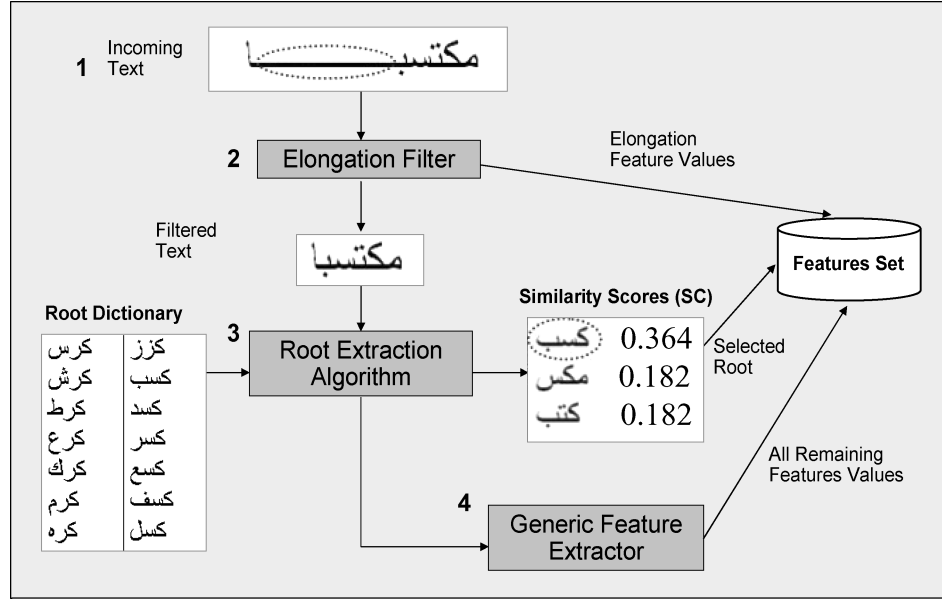 1
Incoming
Text
مكتسبـــــــــــــا
2
Elongation Filter
Elongation
Feature Values
Filtered
Text
مكتسبا
Features Set
Root Dictionary
كرس كزز
كرش كسب
كرط كسد
كرع كسر
كرك كسع
كرم كسف
كره كسل
3
Root Extraction
Algorithm
Similarity Scores (SC)
كسب 0.364
مكس 0.182
كتب 0.182
Selected
Root
4
Generic Feature
Extractor
All Remaining
Features Values